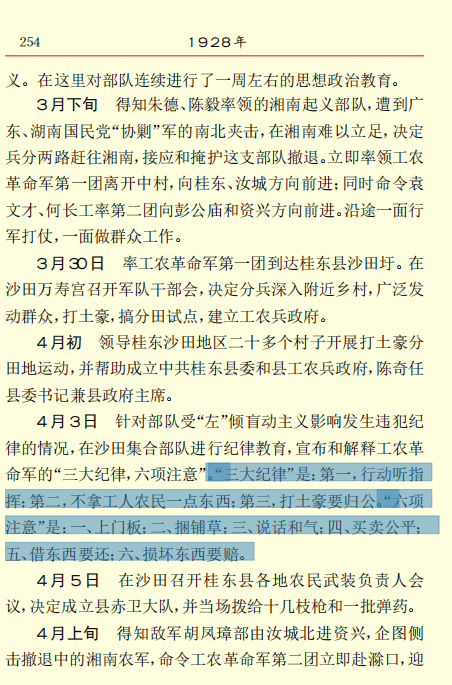 254
1928年
义。在这里对部队连续进行了一周左右的思想政治教育。
3月下旬 得知朱德、陈毅率领的湘南起义部队,遭到广
东、湖南国民党“协剿”军的南北夹击,在湘南难以立足,决定
兵分两路赶往湘南,接应和掩护这支部队撤退。立即率领工农
革命军第一团离开中村,向桂东、汝城方向前进;同时命令袁
文才、何长工率第二团向彭公庙和资兴方向前进。沿途一面行
军打仗,一面做群众工作。
3月30日 率工农革命军第一团到达桂东县沙田圩。在
沙田万寿宫召开军队干部会,决定分兵深入附近乡村,广泛发
动群众,打土豪,搞分田试点,建立工农兵政府。
4月初 领导桂东沙田地区二十多个村子开展打土豪分
田地运动,并帮助成立中共桂东县委和县工农兵政府,陈奇任
县委书记兼县政府主席。
4月3日 针对部队受“左”倾盲动主义影响发生违犯纪
律的情况,在沙田集合部队进行纪律教育,宣布和解释工农革
命军的“三大纪律,六项注意”。“三大纪律”是:第一,行动听指
挥;第二,不拿工人农民一点东西;第三,打土豪要归公。“六项
注意”是:一、上门板;二、捆铺草;三、说话和气;四、买卖公平;
五、借东西要还;六、损坏东西要赔。
4月5日 在沙田召开桂东县各地农民武装负责人会
议,决定成立县赤卫大队,并当场拨给十几枝枪和一批弹药。
4月上旬 得知敌军胡凤璋部由汝城北进资兴,企图侧
击撤退中的湘南农军,命令工农革命军第二团立即赴滁口,迎